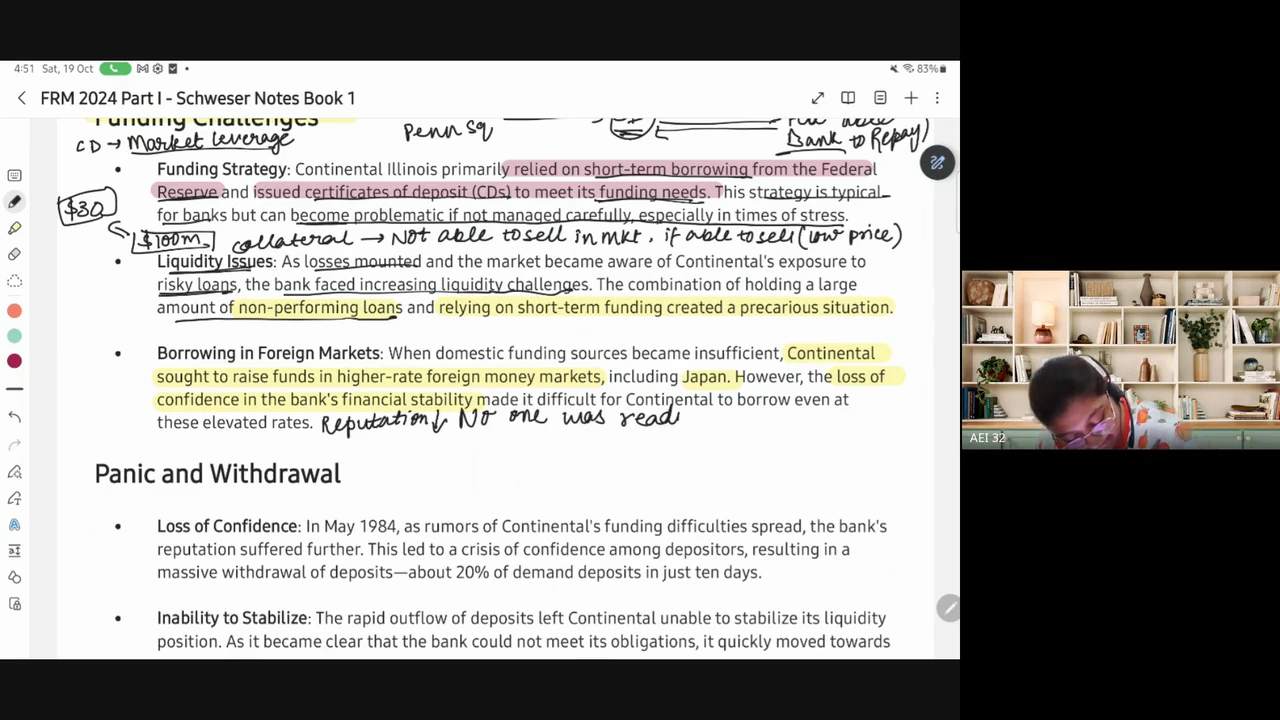 4:51 Sat, 19 Oct 83%
FRM 2024 Part I - Schweser Notes Book 1
Funding Challenges
CD → Market leverage
Penn Sq
Bank to Repay)
• Funding Strategy: Continental Illinois primarily relied on short-term borrowing from the Federal
Reserve and issued certificates of deposit (CDs) to meet its funding needs. This strategy is typical
$30
for banks but can become problematic if not managed carefully, especially in times of stress.
$100m collateral → Not able to sell in mkt, if able to sell (low price)
• Liquidity Issues: As losses mounted and the market became aware of Continental's exposure to
risky loans, the bank faced increasing liquidity challenges. The combination of holding a large
amount of non-performing loans and relying on short-term funding created a precarious situation.
• Borrowing in Foreign Markets: When domestic funding sources became insufficient, Continental
sought to raise funds in higher-rate foreign money markets, including Japan. However, the loss of
confidence in the bank's financial stability made it difficult for Continental to borrow even at
these elevated rates. Reputation↓ No one was read
Panic and Withdrawal
• Loss of Confidence: In May 1984, as rumors of Continental's funding difficulties spread, the bank's
reputation suffered further. This led to a crisis of confidence among depositors, resulting in a
massive withdrawal of deposits—about 20% of demand deposits in just ten days.
• Inability to Stabilize: The rapid outflow of deposits left Continental unable to stabilize its liquidity
position. As it became clear that the bank could not meet its obligations, it quickly moved towards
AEI 32